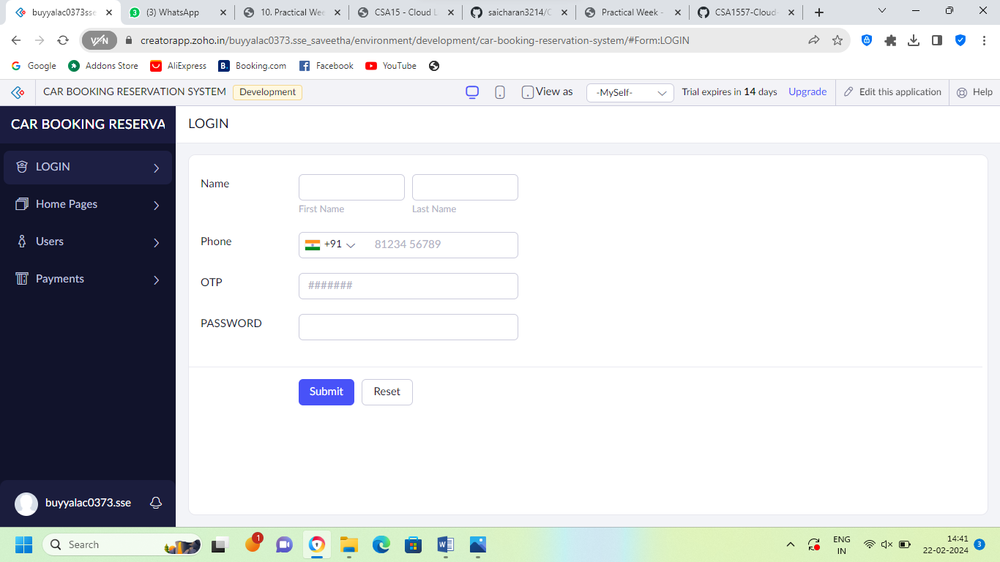 buyyalac0373sse
(3) WhatsApp
10. Practical Wee
CSA15 - Cloud L
saicharan3214/C
Practical Week -
CSA1557-Cloud-
VPN
creatorapp.zoho.in/buyyalac0373.sse_saveetha/environment/development/car-booking-reservation-system/#Form:LOGIN
Google
Addons Store
AliExpress
B.
Booking.com
Facebook
YouTube
CAR BOOKING RESERVATION SYSTEM
Development
View as
-MySelf-
Trial expires in 14 days
Upgrade
Edit this application
Help
CAR BOOKING RESERVA
LOGIN
LOGIN
Home Pages
Users
Payments
Name
First Name
Last Name
Phone
+91
81234 56789
OTP
#######
PASSWORD
Submit
Reset
buyyalac0373.sse
Search
1
W
ENG
IN
14:41
22-02-2024
3